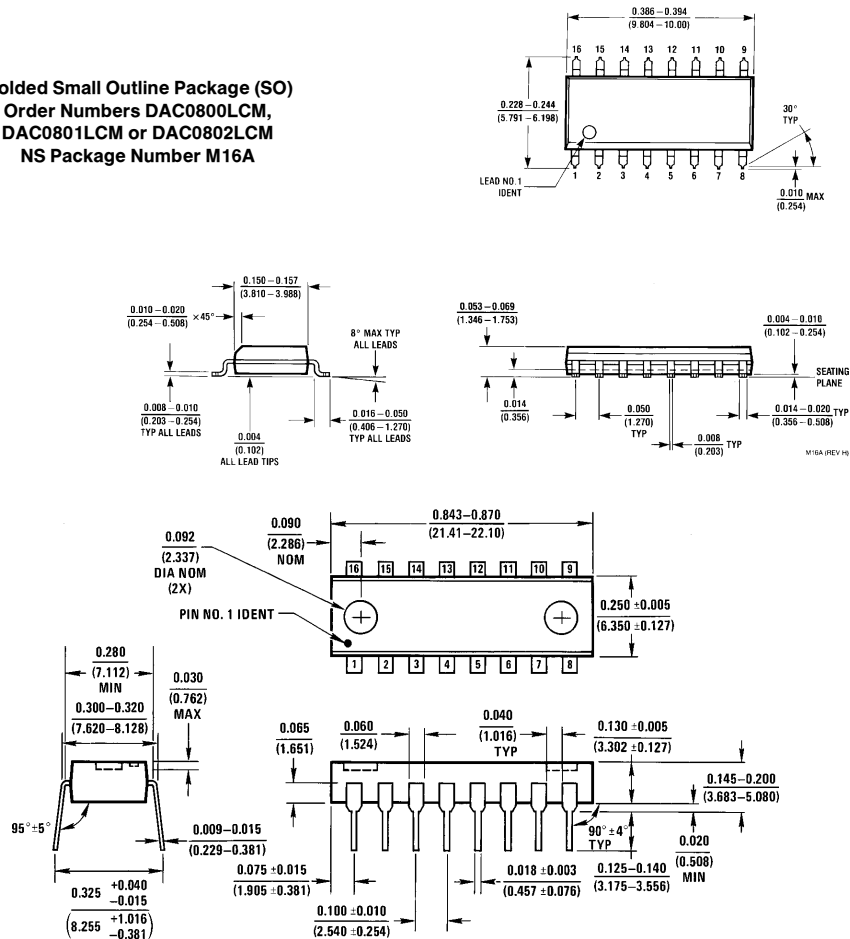 olded Small Outline Package (SO)
Order Numbers DAC0800LCM,
DAC0801LCM or DAC0802LCM
NS Package Number M16A
0.386–0.394
(9.804–10.00)
16 15 14 13 12 11 10 9
0.228–0.244
(5.791–6.198)
30°
TYP
LEAD NO. 1
IDENT
1 2 3 4 5 6 7 8
0.010 MAX
(0.254)
0.150–0.157
(3.810–3.988)
0.010–0.020 ×45°
(0.254–0.508)
8° MAX TYP
ALL LEADS
0.008–0.010
(0.203–0.254)
TYP ALL LEADS
0.004
(0.102)
ALL LEAD TIPS
0.016–0.050
(0.406–1.270)
TYP ALL LEADS
0.053–0.069
(1.346–1.753)
0.004–0.010
(0.102–0.254)
SEATING
PLANE
0.014
(0.356)
0.050
(1.270)
TYP
0.014–0.020 TYP
(0.356–0.508)
0.008 TYP
(0.203)
M16A (REV H)
0.843–0.870
(21.41–22.10)
0.092
(2.337)
DIA NOM
(2X)
0.090
(2.286)
NOM
16 15 14 13 12 11 10 9
PIN NO. 1 IDENT
0.250 ±0.005
(6.350 ±0.127)
1 2 3 4 5 6 7 8
0.280
(7.112)
MIN
0.030
(0.762)
MAX
0.300–0.320
(7.620–8.128)
0.065
(1.651)
0.060
(1.524)
0.040
(1.016)
TYP
0.130 ±0.005
(3.302 ±0.127)
0.145–0.200
(3.683–5.080)
95°±5°
0.009–0.015
(0.229–0.381)
90°±4°
TYP
0.020
(0.508)
MIN
0.075 ±0.015
(1.905 ±0.381)
0.018 ±0.003
(0.457 ±0.076)
0.125–0.140
(3.175–3.556)
0.325 +0.040
-0.015
(8.255 +1.016
-0.381)
0.100 ±0.010
(2.540 ±0.254)